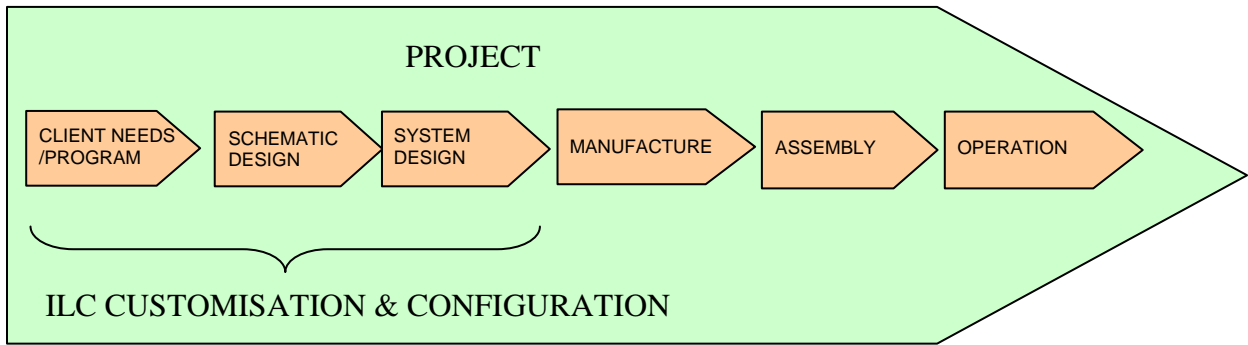 PROJECT
CLIENT NEEDS
/PROGRAM
SCHEMATIC
DESIGN
SYSTEM
DESIGN
MANUFACTURE
ASSEMBLY
OPERATION
ILC CUSTOMISATION & CONFIGURATION